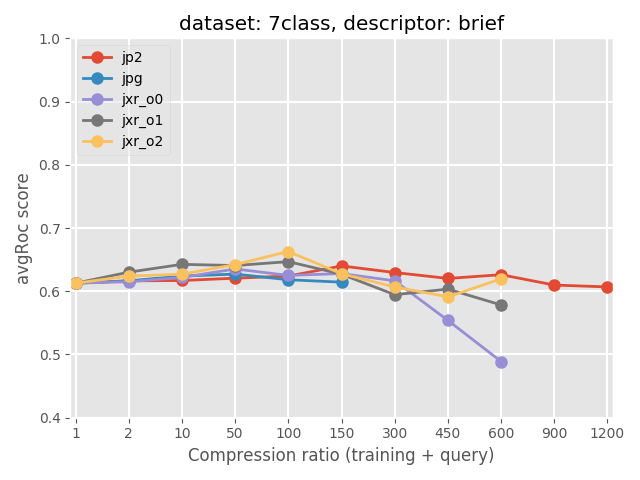 dataset: 7class, descriptor: brief
1.0
0.9
0.8
0.7
0.6
0.5
0.4
avgRoc score
jp2
jpg
jxr_o0
jxr_o1
jxr_o2
1 2 10 50 100 150 300 450 600 900 1200
Compression ratio (training + query)